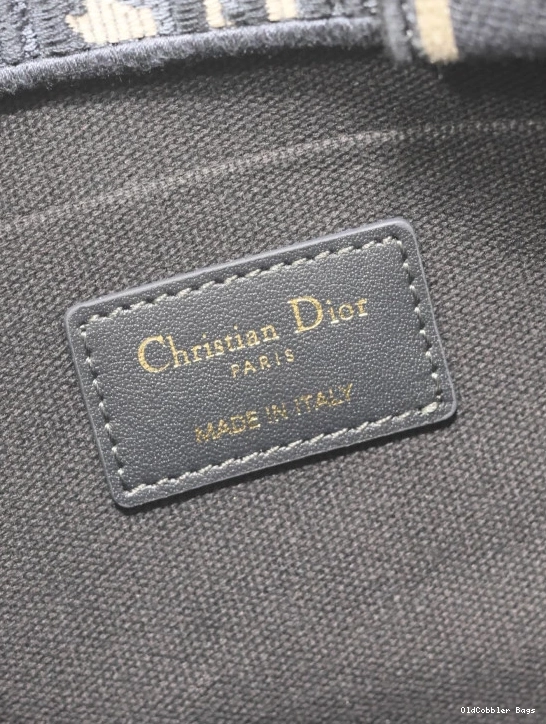 Christian Dior
PARIS
MADE IN ITALY
OldCobbler Bags